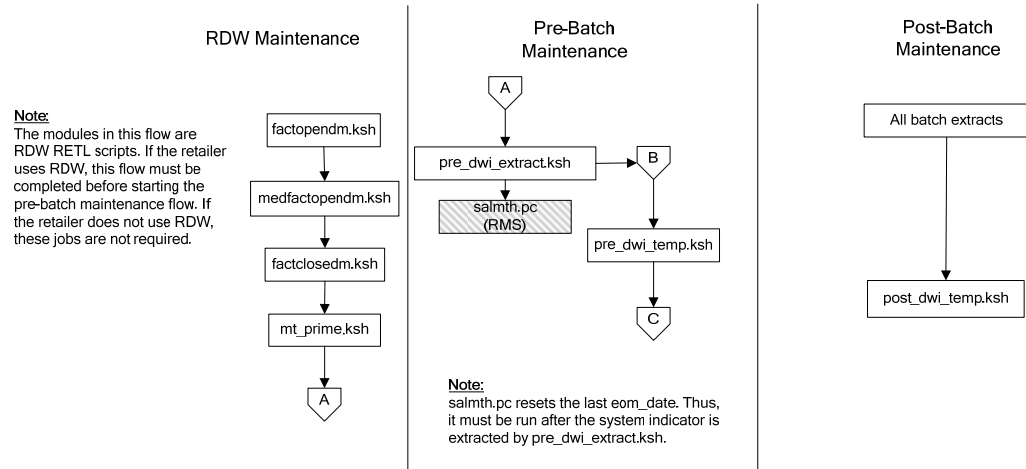 RDW Maintenance
Note:
The modules in this flow are
RDW RETL scripts. If the retailer
uses RDW, this flow must be
completed before starting the
pre-batch maintenance flow. If
the retailer does not use RDW,
these jobs are not required.
factopendm.ksh
medfactopendm.ksh
factclosedm.ksh
mt_prime.ksh
A
Pre-Batch
Maintenance
A
pre_dwi_extract.ksh
B
salmth.pc
(RMS)
pre_dwi_temp.ksh
C
Note:
salmth.pc resets the last eom_date. Thus,
it must be run after the system indicator is
extracted by pre_dwi_extract.ksh.
Post-Batch
Maintenance
All batch extracts
post_dwi_temp.ksh